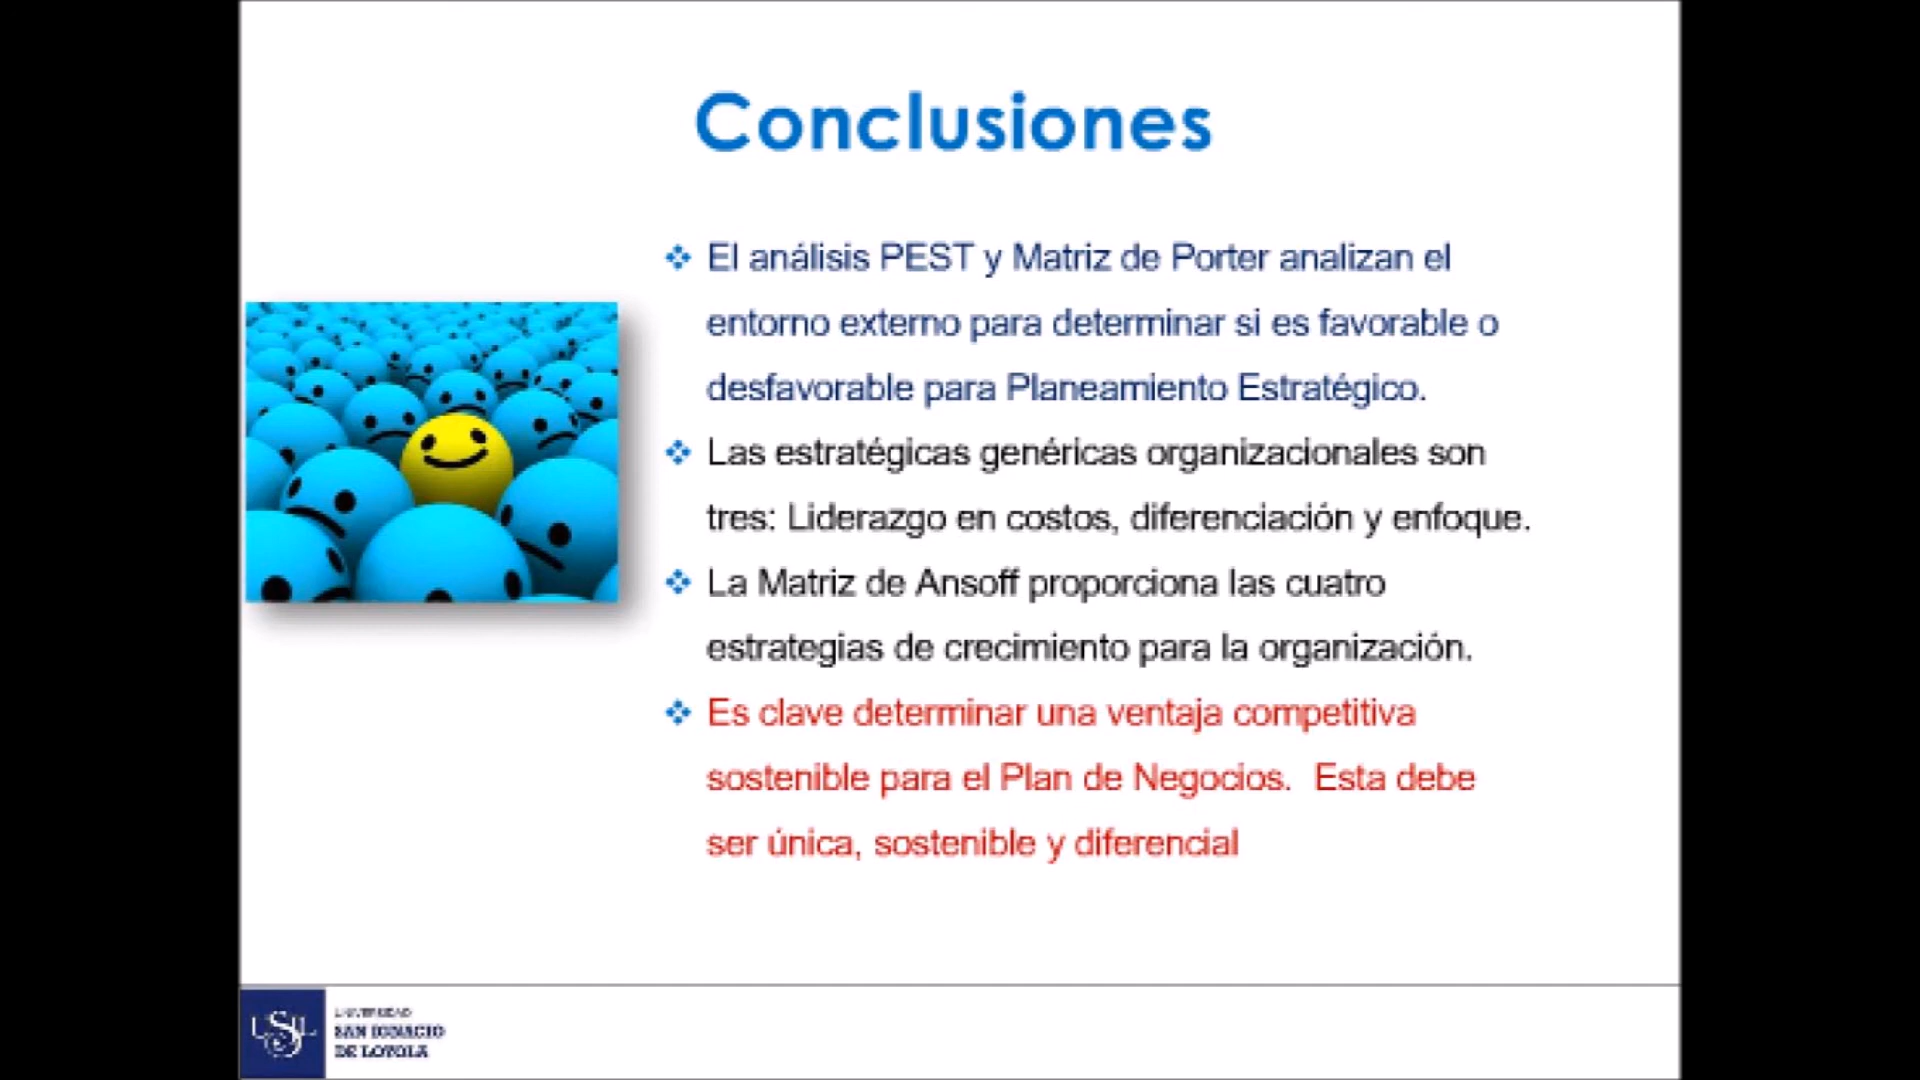 Conclusiones
❖ El análisis PEST y Matriz de Porter analizan el
entorno externo para determinar si es favorable o
desfavorable para Planeamiento Estratégico.
❖ Las estratégicas genéricas organizacionales son
tres: Liderazgo en costos, diferenciación y enfoque.
❖ La Matriz de Ansoff proporciona las cuatro
estrategias de crecimiento para la organización.
❖ Es clave determinar una ventaja competitiva
sostenible para el Plan de Negocios. Esta debe
ser única, sostenible y diferencial
USIL
UNIVERSIDAD
SAN IGNACIO
DE LOYOLA